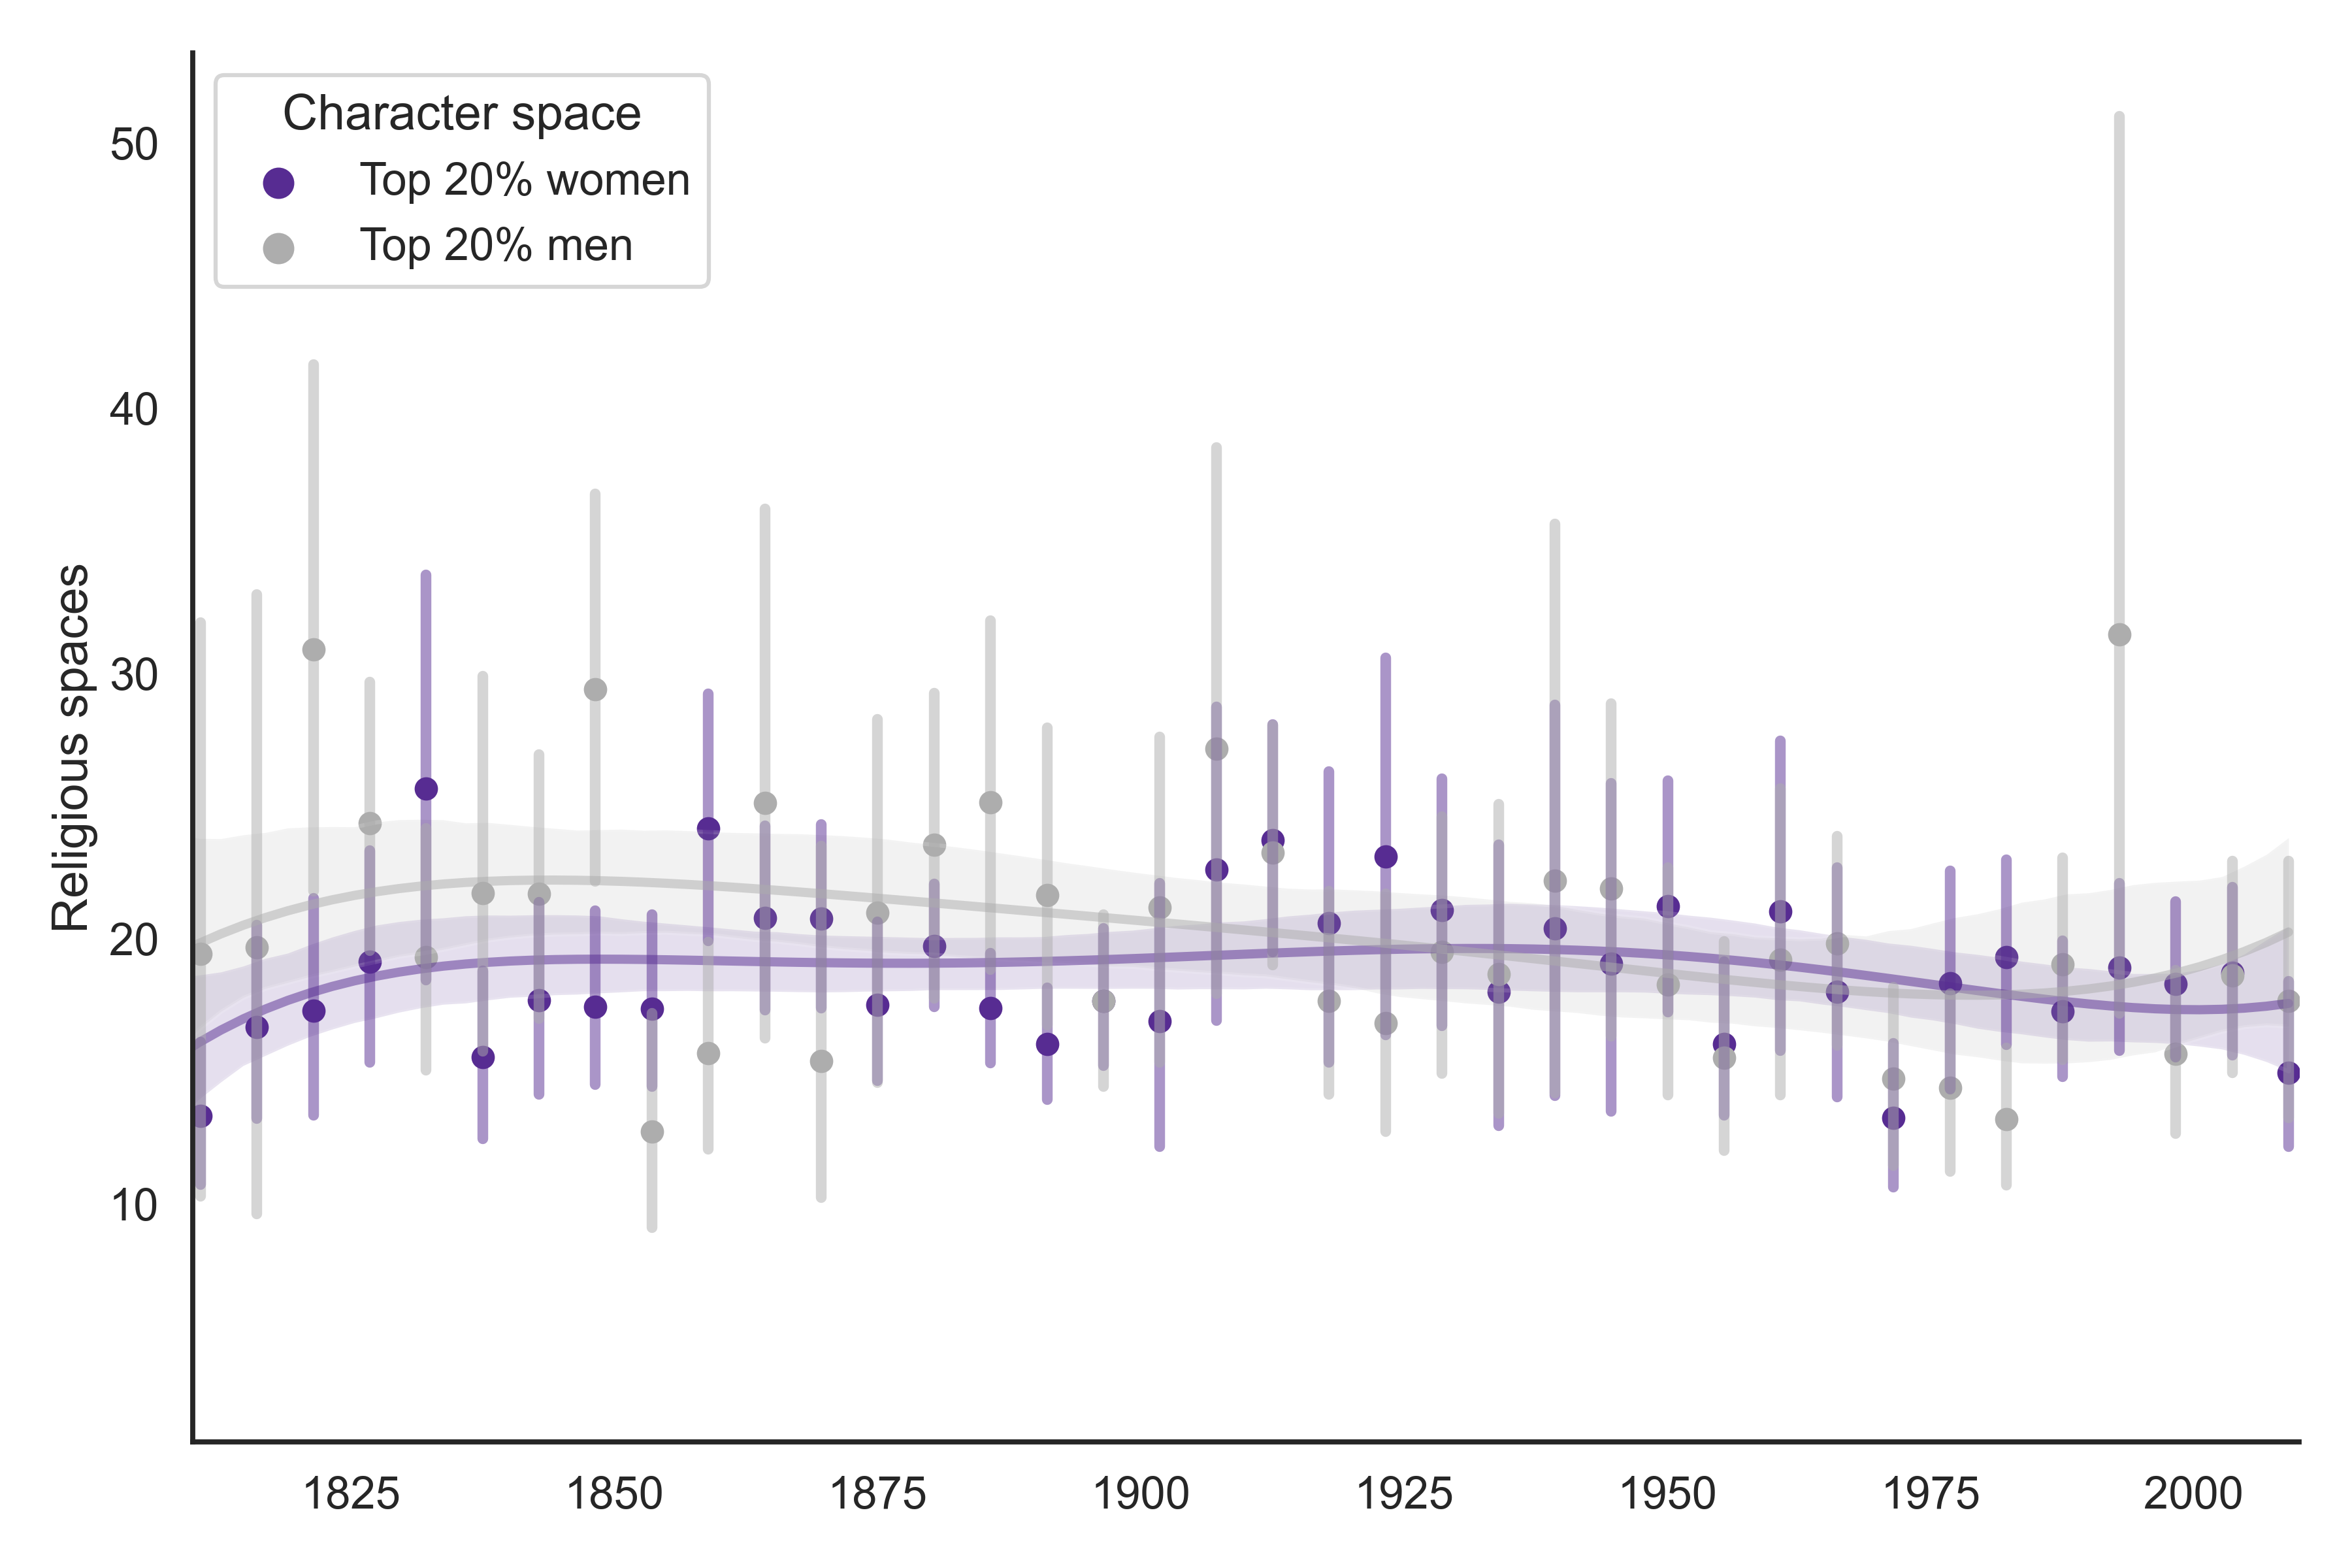 Character space
Top 20% women
Top 20% men
Religious spaces
50
40
30
20
10
1825 1850 1875 1900 1925 1950 1975 2000